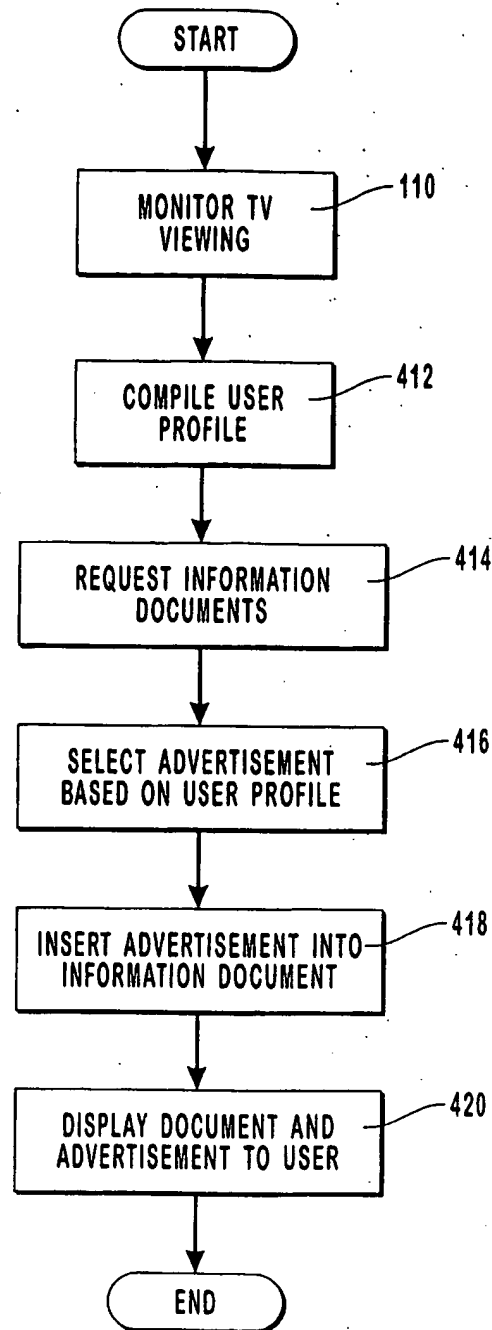 START
110
MONITOR TV
VIEWING
412
COMPILE USER
PROFILE
414
REQUEST INFORMATION
DOCUMENTS
416
SELECT ADVERTISEMENT
BASED ON USER PROFILE
418
INSERT ADVERTISEMENT INTO
INFORMATION DOCUMENT
420
DISPLAY DOCUMENT AND
ADVERTISEMENT TO USER
END